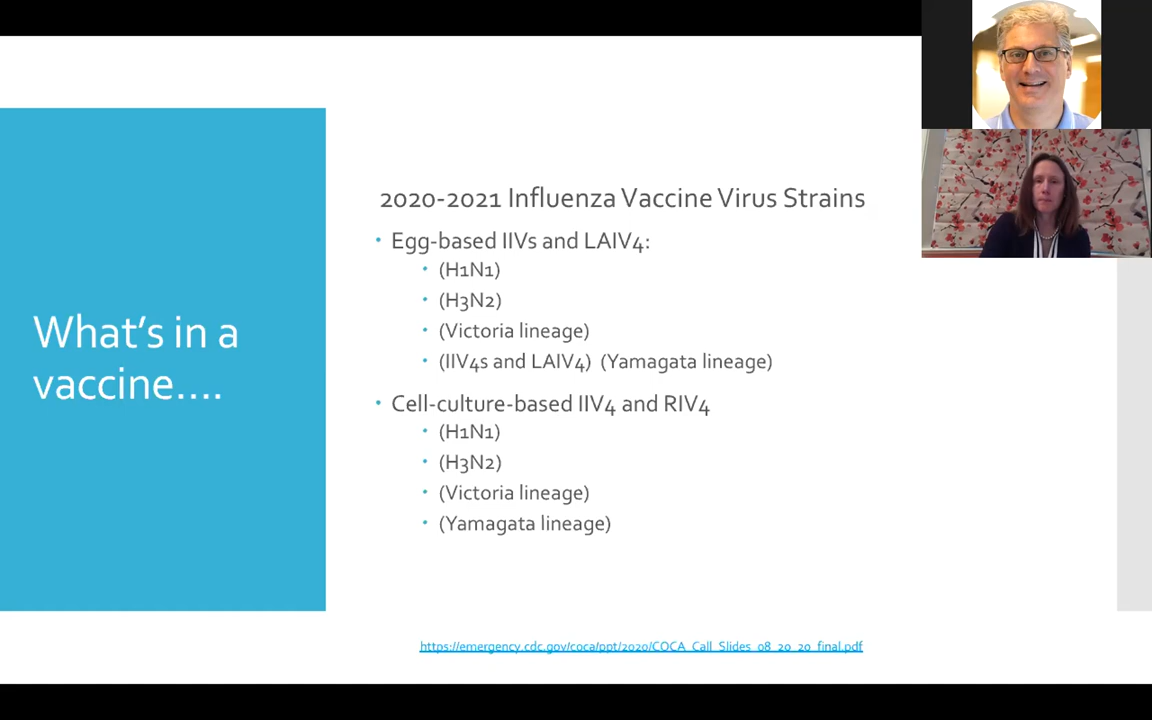 What's in a
vaccine....
2020-2021 Influenza Vaccine Virus Strains
• Egg-based IIVs and LAIV4:
• (H1N1)
• (H3N2)
• (Victoria lineage)
• (IIV4s and LAIV4) (Yamagata lineage)
• Cell-culture-based IIV4 and RIV4
• (H1N1)
• (H3N2)
• (Victoria lineage)
• (Yamagata lineage)
https://emergency.cdc.gov/coca/ppt/2020/COCA_Call_Slides_08_20_20_final.pdf